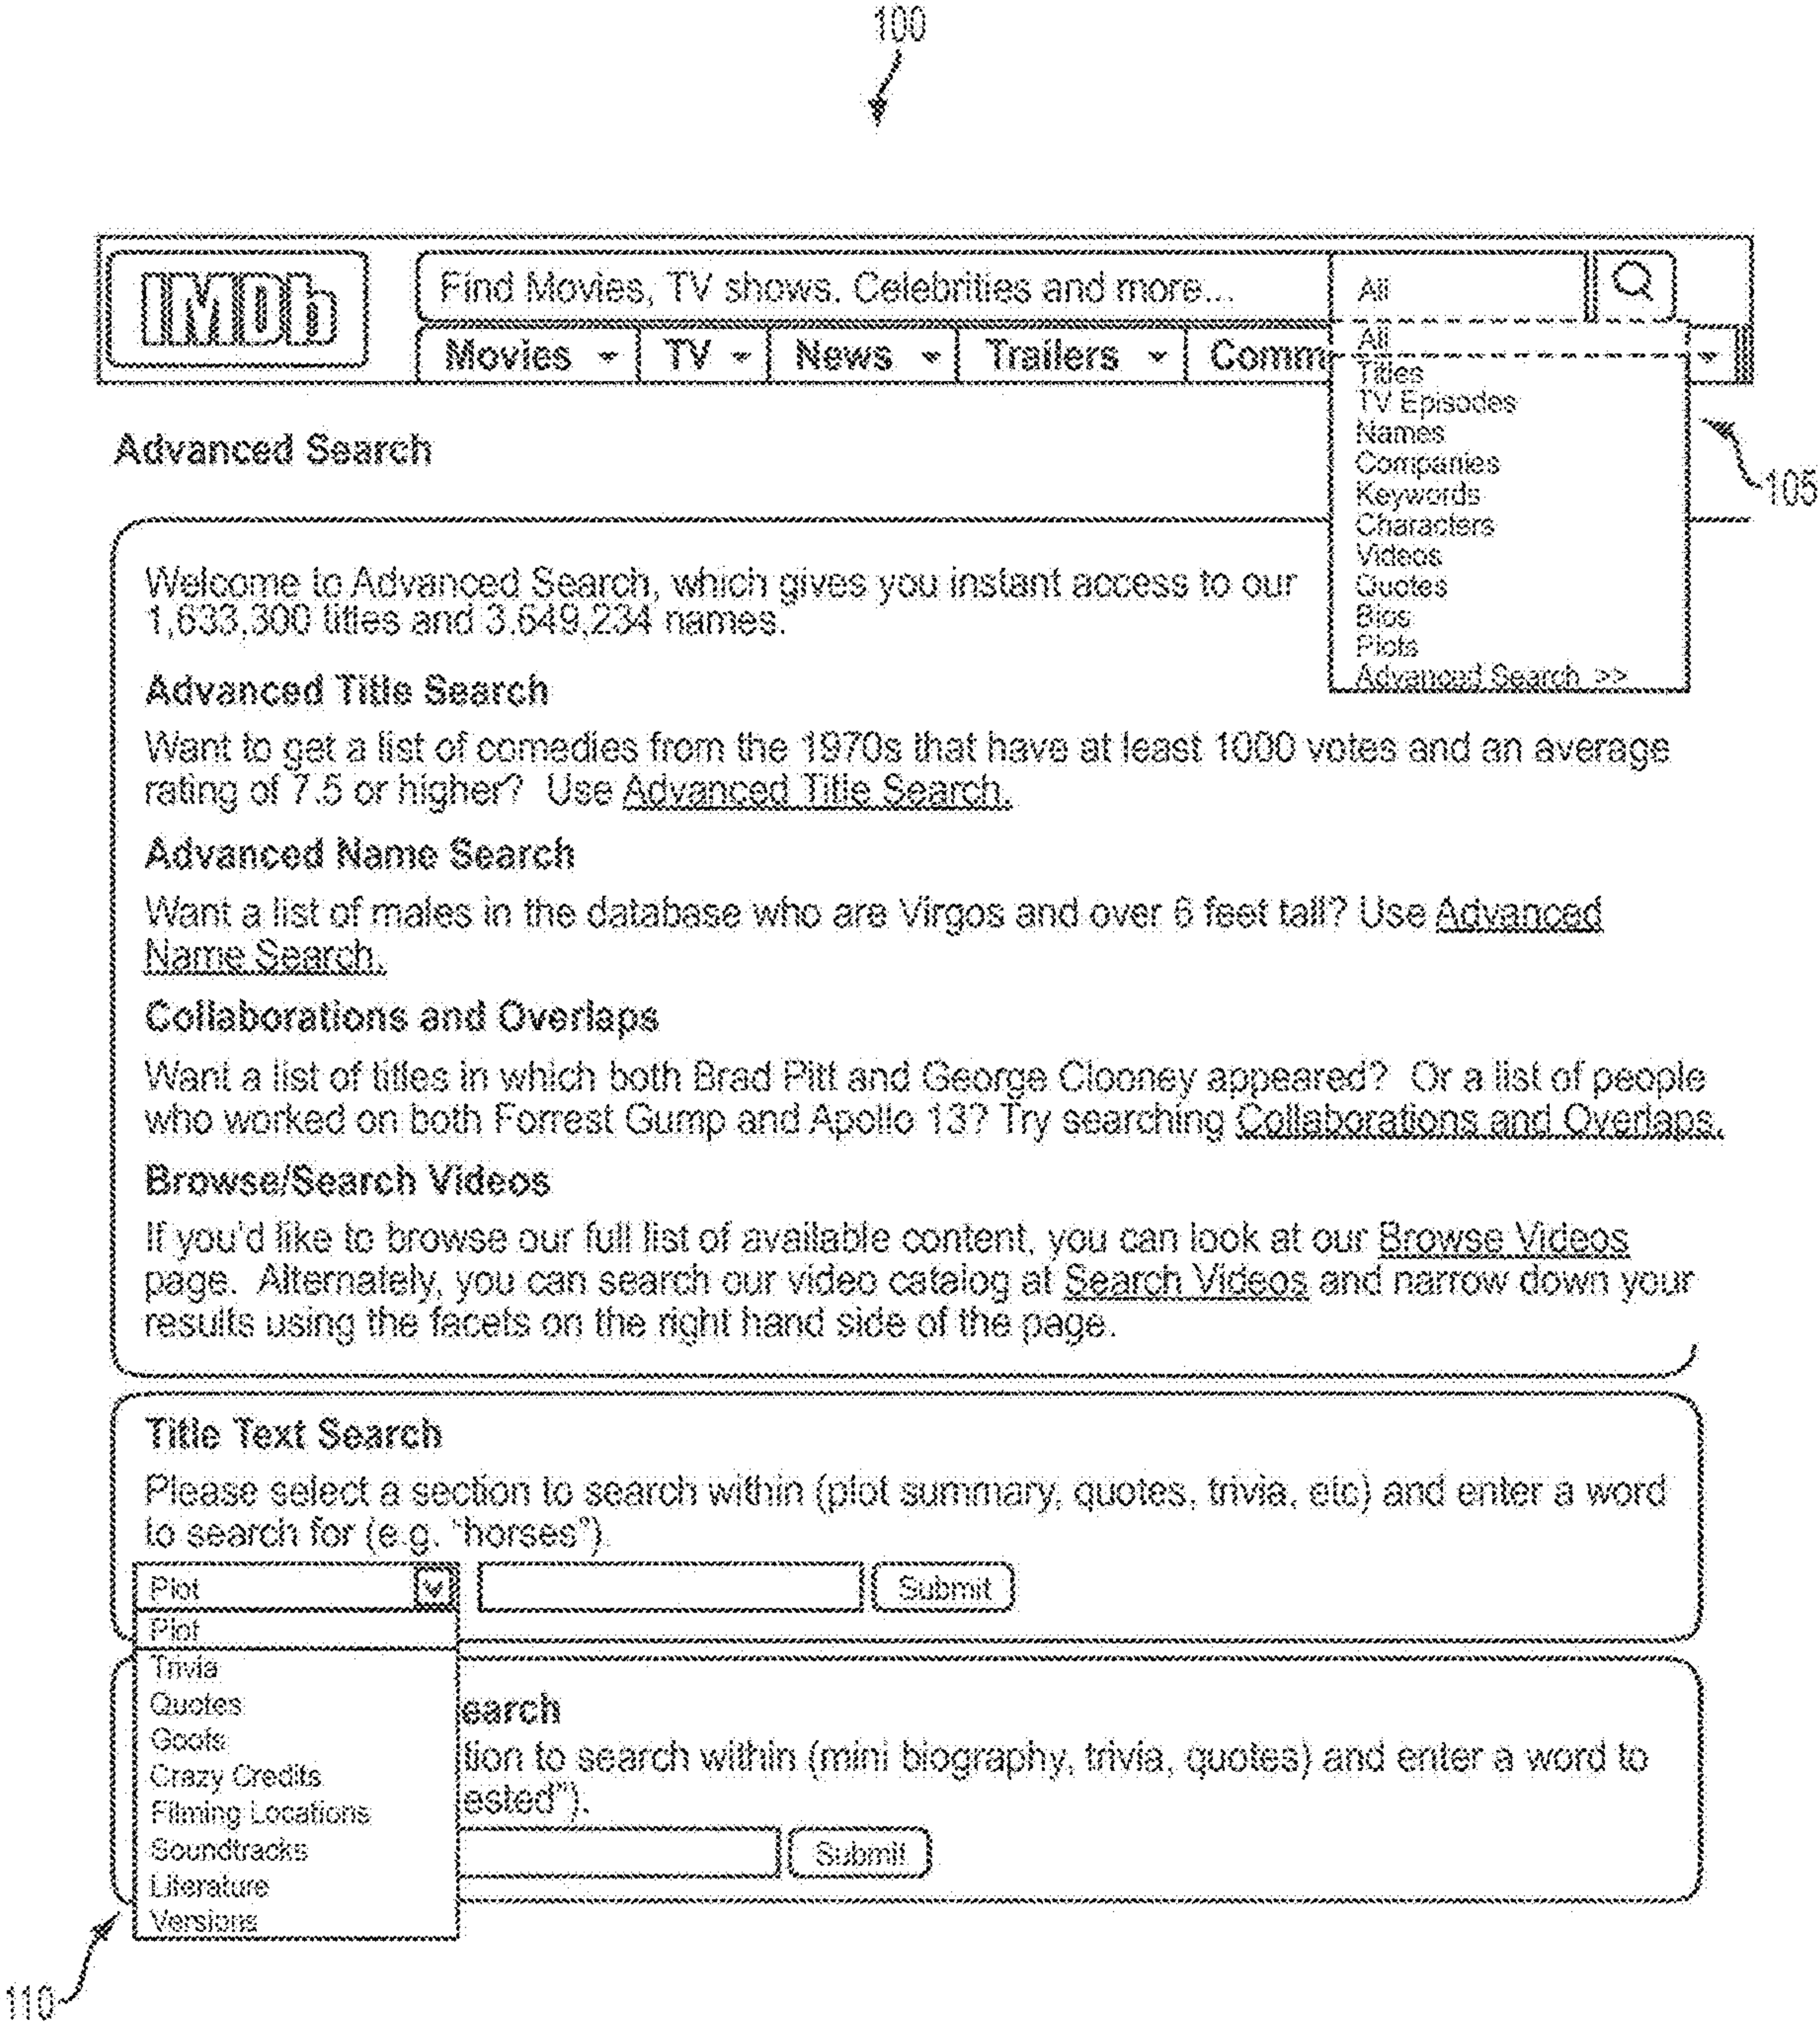 100
IMDb
Find Movies, TV shows. Celebrities and more...
All
Movies
TV
News
Trailers
Comm
All
Titles
TV Episodes
Names
Companies
Keywords
Characters
Videos
Quotes
Bios
Plots
Advanced Search >>
105
Advanced Search
Welcome to Advanced Search, which gives you instant access to our
1,633,300 titles and 3.649,234 names.
Advanced Title Search
Want to get a list of comedies from the 1970s that have at least 1000 votes and an average
rating of 7.5 or higher? Use Advanced Title Search.
Advanced Name Search
Want a list of males in the database who are Virgos and over 6 feet tall? Use Advanced
Name Search.
Collaborations and Overlaps
Want a list of titles in which both Brad Pitt and George Clooney appeared? Or a list of people
who worked on both Forrest Gump and Apollo 13? Try searching Collaborations and Overlaps.
Browse/Search Videos
If you'd like to browse our full list of available content, you can look at our Browse Videos
page. Alternately, you can search our video catalog at Search Videos and narrow down your
results using the facets on the right hand side of the page.
Title Text Search
Please select a section to search within (plot summary, quotes, trivia, etc) and enter a word
to search for (e.g. "horses").
Plot
Submit
Plot
Trivia
Quotes
Goofs
Crazy Credits
Filming Locations
Soundtracks
Literature
Versions
earch
tion to search within (mini biography, trivia, quotes) and enter a word to
ested").
Submit
110